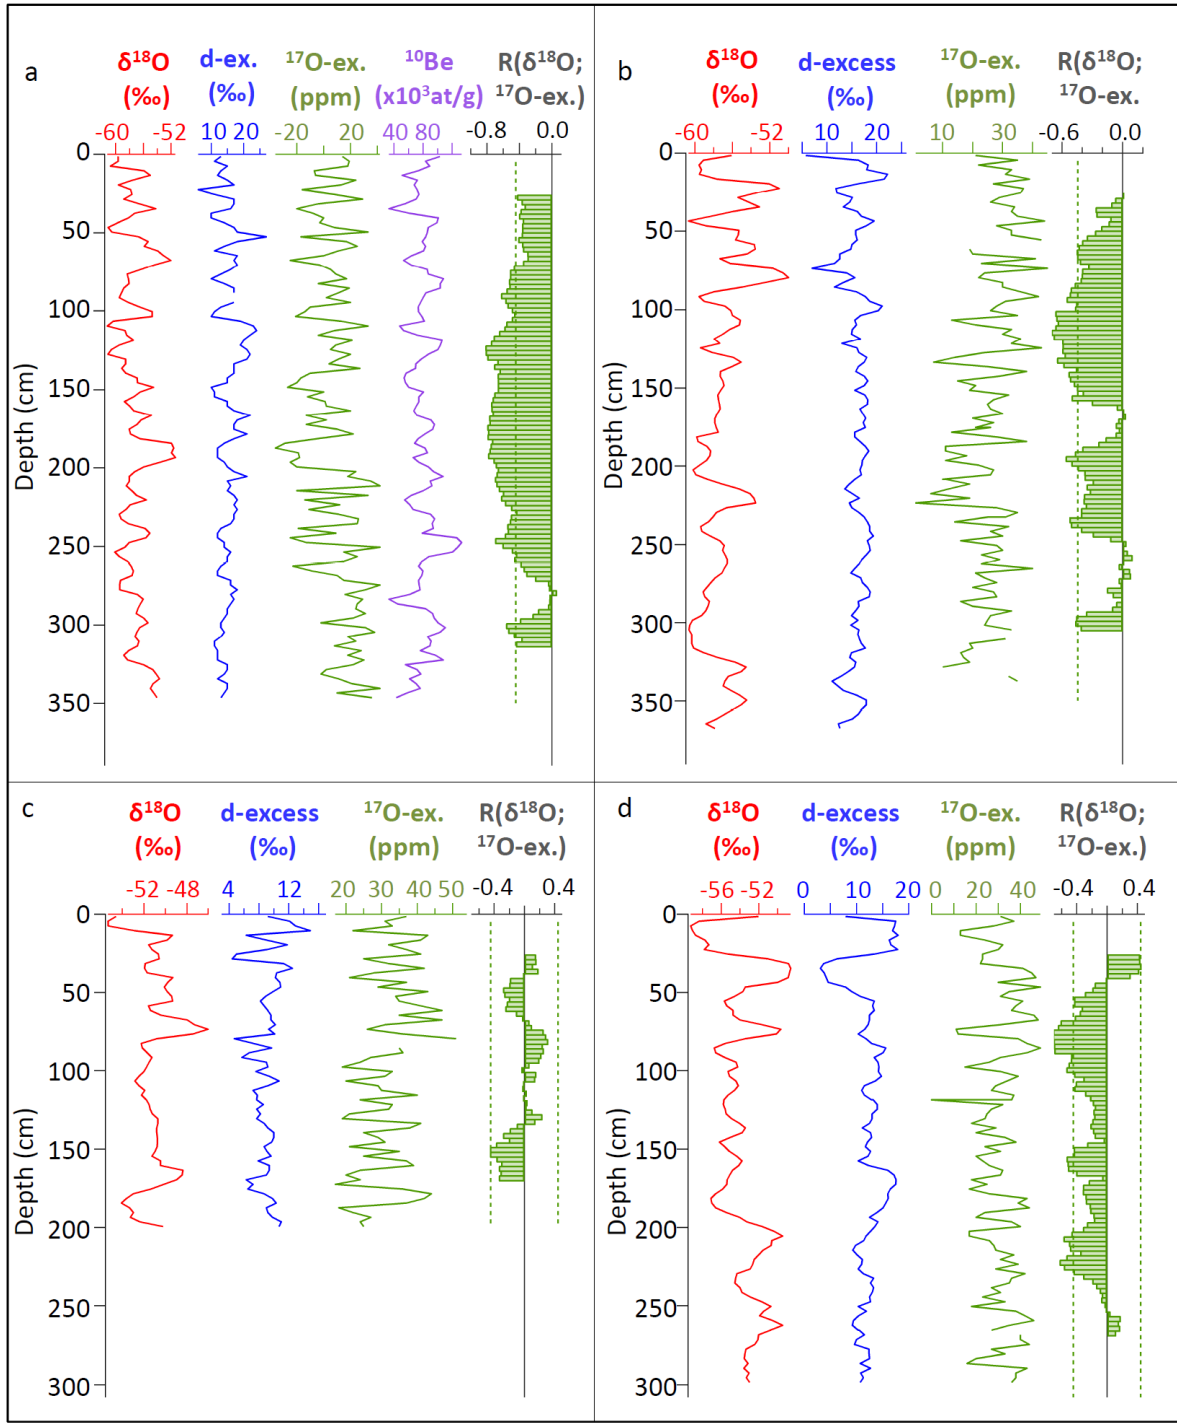 a
δ¹⁸O d-ex. ¹⁷O-ex. ¹⁰Be R(δ¹⁸O;
(‰) (‰) (ppm) (x10³at/g) ¹⁷O-ex.)
-60 -52 10 20 -20 20 40 80 -0.8 0.0
0
50
100
150
200
250
300
350
Depth (cm)
b
δ¹⁸O d-excess ¹⁷O-ex. R(δ¹⁸O;
(‰) (‰) (ppm) ¹⁷O-ex.
-60 -52 10 20 10 30 -0.6 0.0
0
50
100
150
200
250
300
350
Depth (cm)
c
δ¹⁸O d-excess ¹⁷O-ex. R(δ¹⁸O;
(‰) (‰) (ppm) ¹⁷O-ex.)
-52 -48 4 12 20 30 40 50 -0.4 0.4
0
50
100
150
200
250
300
Depth (cm)
d
δ¹⁸O d-excess ¹⁷O-ex. R(δ¹⁸O;
(‰) (‰) (ppm) ¹⁷O-ex.)
-56 -52 0 10 20 0 20 40 -0.4 0.4
0
50
100
150
200
250
300
Depth (cm)